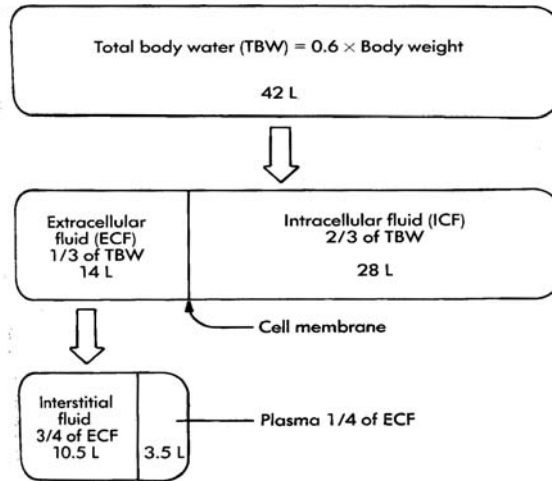 Total body water (TBW) = 0.6 × Body weight
42 L
Extracellular
fluid (ECF)
1/3 of TBW
14 L
Intracellular fluid (ICF)
2/3 of TBW
28 L
Cell membrane
Interstitial
fluid
3/4 of ECF
10.5 L
3.5 L
Plasma 1/4 of ECF